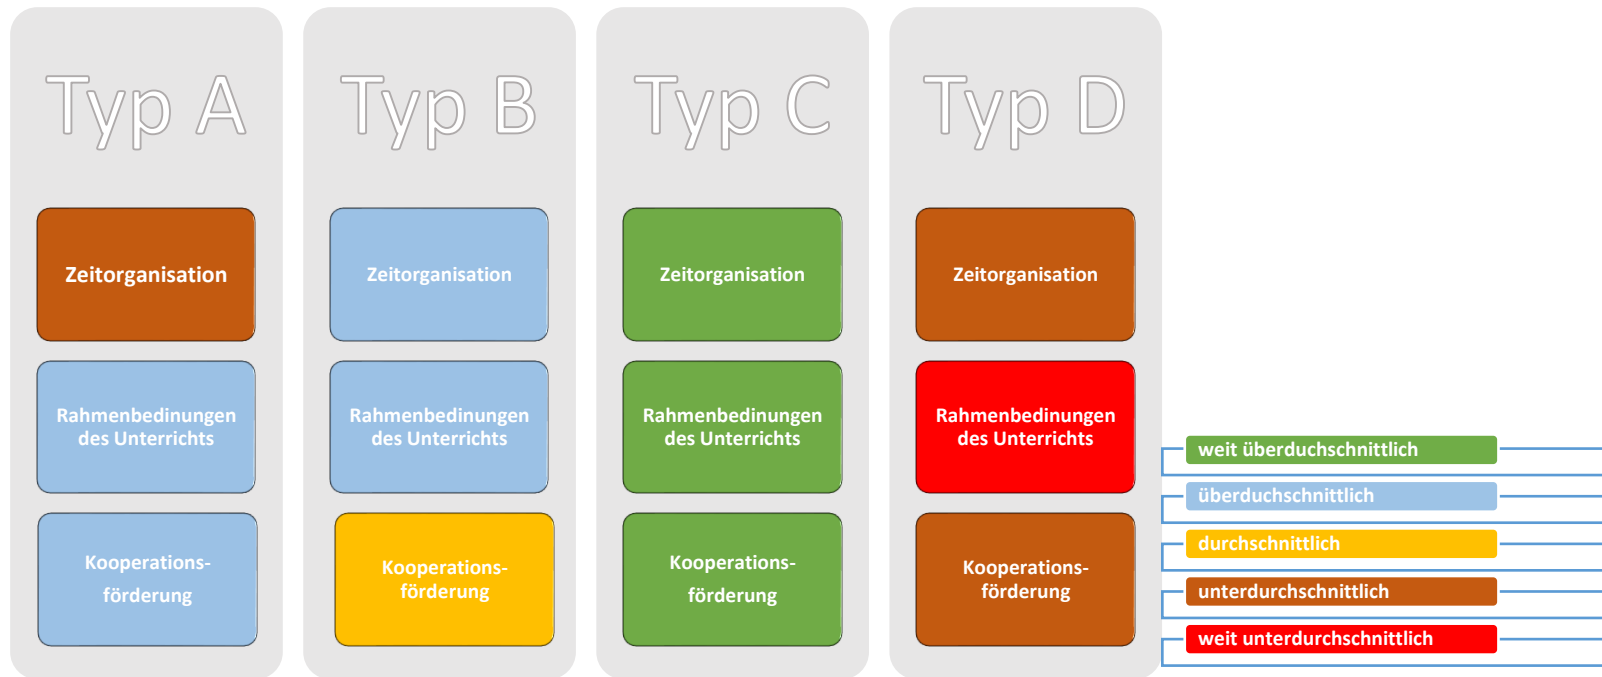 Typ A
Zeitorganisation
Rahmenbedinungen
des Unterrichts
Kooperations-
förderung
Typ B
Zeitorganisation
Rahmenbedinungen
des Unterrichts
Kooperations-
förderung
Typ C
Zeitorganisation
Rahmenbedinungen
des Unterrichts
Kooperations-
förderung
Typ D
Zeitorganisation
Rahmenbedinungen
des Unterrichts
Kooperations-
förderung
weit überduchschnittlich
überduchschnittlich
durchschnittlich
unterdurchschnittlich
weit unterdurchschnittlich